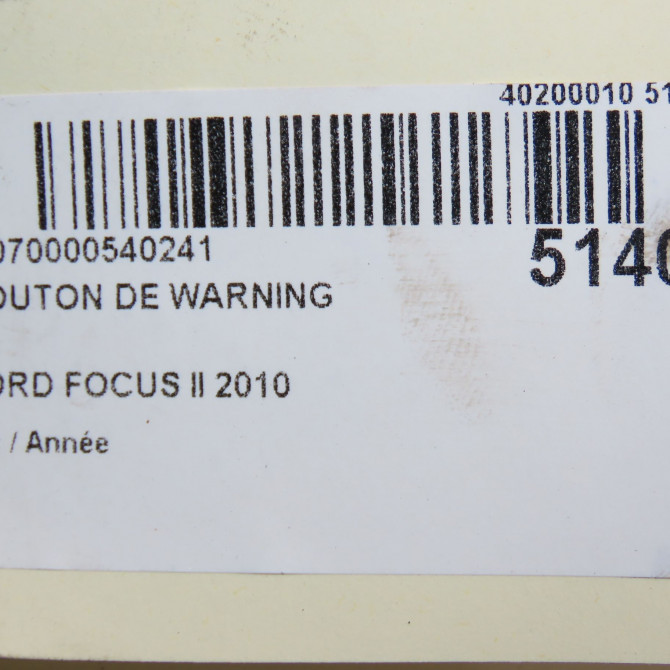 40200010 51
070000540241
5140
OUTON DE WARNING
ORD FOCUS II 2010
/ Année